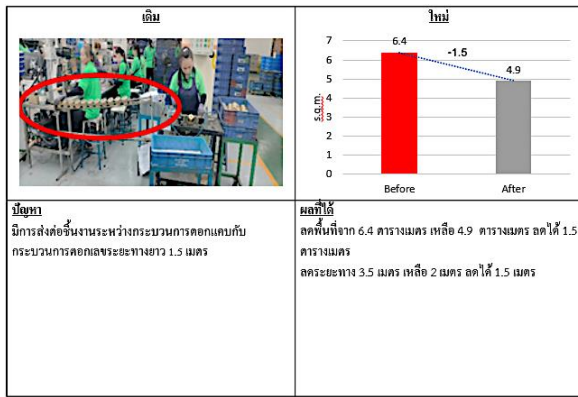 เดิม
ใหม่
7
6
5
4
3
2
1
0
s.q.m.
6.4
-1.5
4.9
Before
After
ปัญหา
มีการส่งต่อชิ้นงานระหว่างกระบวนการตอกแคบกับ
กระบวนการตอกเลขระยะทางยาว 1.5 เมตร
ผลที่ได้
ลดพื้นที่จาก 6.4 ตารางเมตร เหลือ 4.9 ตารางเมตร ลดได้ 1.5
ตารางเมตร
ลดระยะทาง 3.5 เมตร เหลือ 2 เมตร ลดได้ 1.5 เมตร